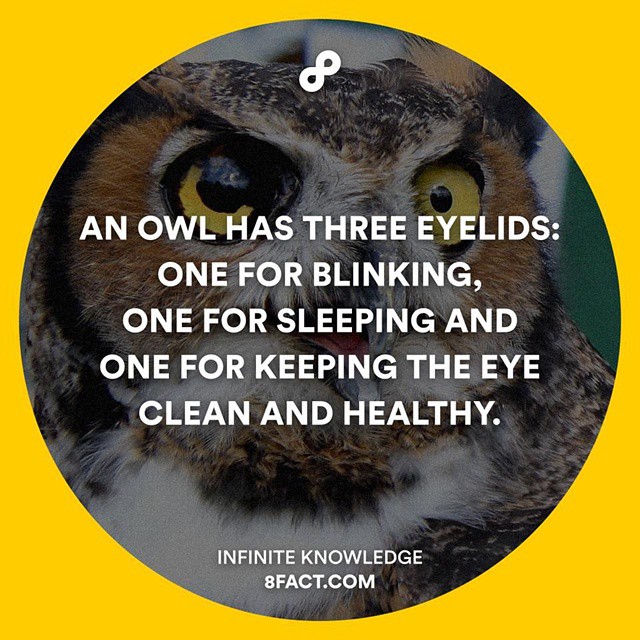 AN OWL HAS THREE EYELIDS:
ONE FOR BLINKING,
ONE FOR SLEEPING AND
ONE FOR KEEPING THE EYE
CLEAN AND HEALTHY.
INFINITE KNOWLEDGE
8FACT.COM